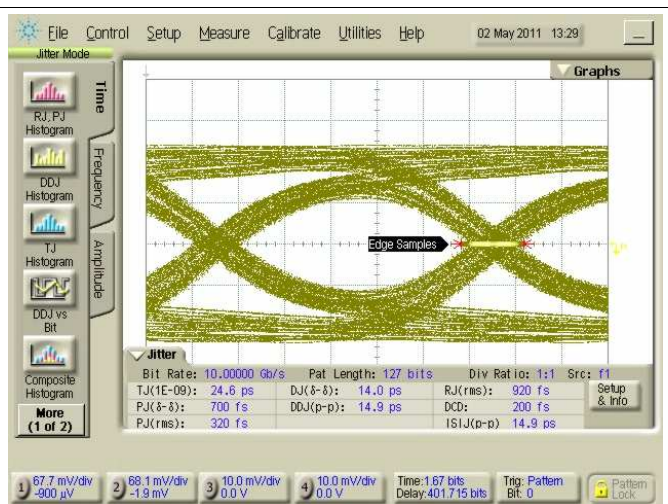 File Control Setup Measure Calibrate Utilities Help 02 May 2011 13:29
Jitter Mode
Graphs
Time
Frequency
Amplitude
RJ, PJ
Histogram
DDJ
Histogram
TJ
Histogram
DDJ vs
Bit
Composite
Histogram
More
(1 of 2)
Edge Samples
Jitter
Bit Rate: 10.00000 Gb/s Pat Length: 127 bits Div Ratio: 1:1 Src: f1
TJ(1E-09): 24.6 ps DJ(δ-δ): 14.0 ps RJ(rms): 920 fs
PJ(δ-δ): 700 fs DDJ(p-p): 14.9 ps DCD: 200 fs
PJ(rms): 320 fs ISIJ(p-p) 14.9 ps
Setup
& Info
1) 67.7 mV/div
-900 µV
2) 68.1 mV/div
-1.9 mV
3) 10.0 mV/div
0.0 V
4) 10.0 mV/div
0.0 V
Time:1.67 bits
Delay:401.715 bits
Trig: Pattern
Bit: 0
Pattern
Lock